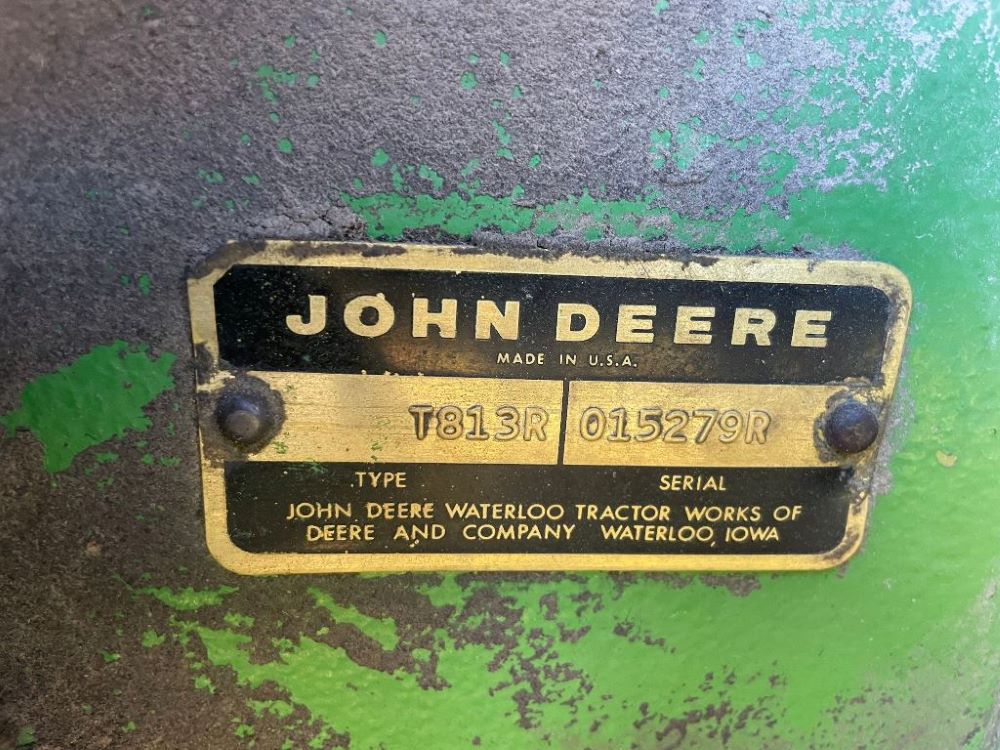 JOHN DEERE
MADE IN U.S.A.
T813R 015279R
TYPE SERIAL
JOHN DEERE WATERLOO TRACTOR WORKS OF
DEERE AND COMPANY WATERLOO, IOWA